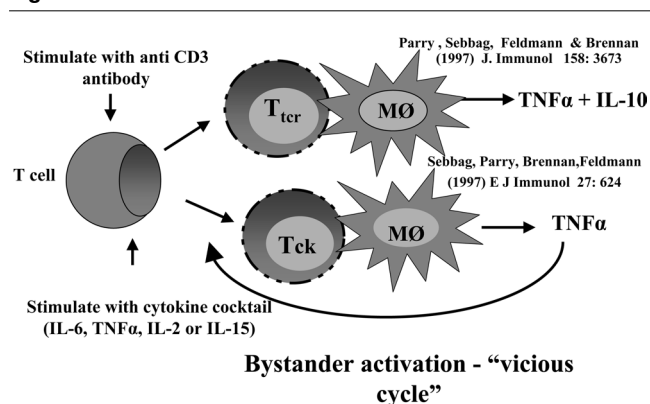 Stimulate with anti CD3
antibody
T cell
Stimulate with cytokine cocktail
(IL-6, TNFα, IL-2 or IL-15)
Ttcr
MØ
Parry , Sebbag, Feldmann & Brennan
(1997) J. Immunol 158: 3673
TNFα + IL-10
Sebbag, Parry, Brennan,Feldmann
(1997) E J Immunol 27: 624
Tck
MØ
TNFα
Bystander activation - “vicious
cycle”